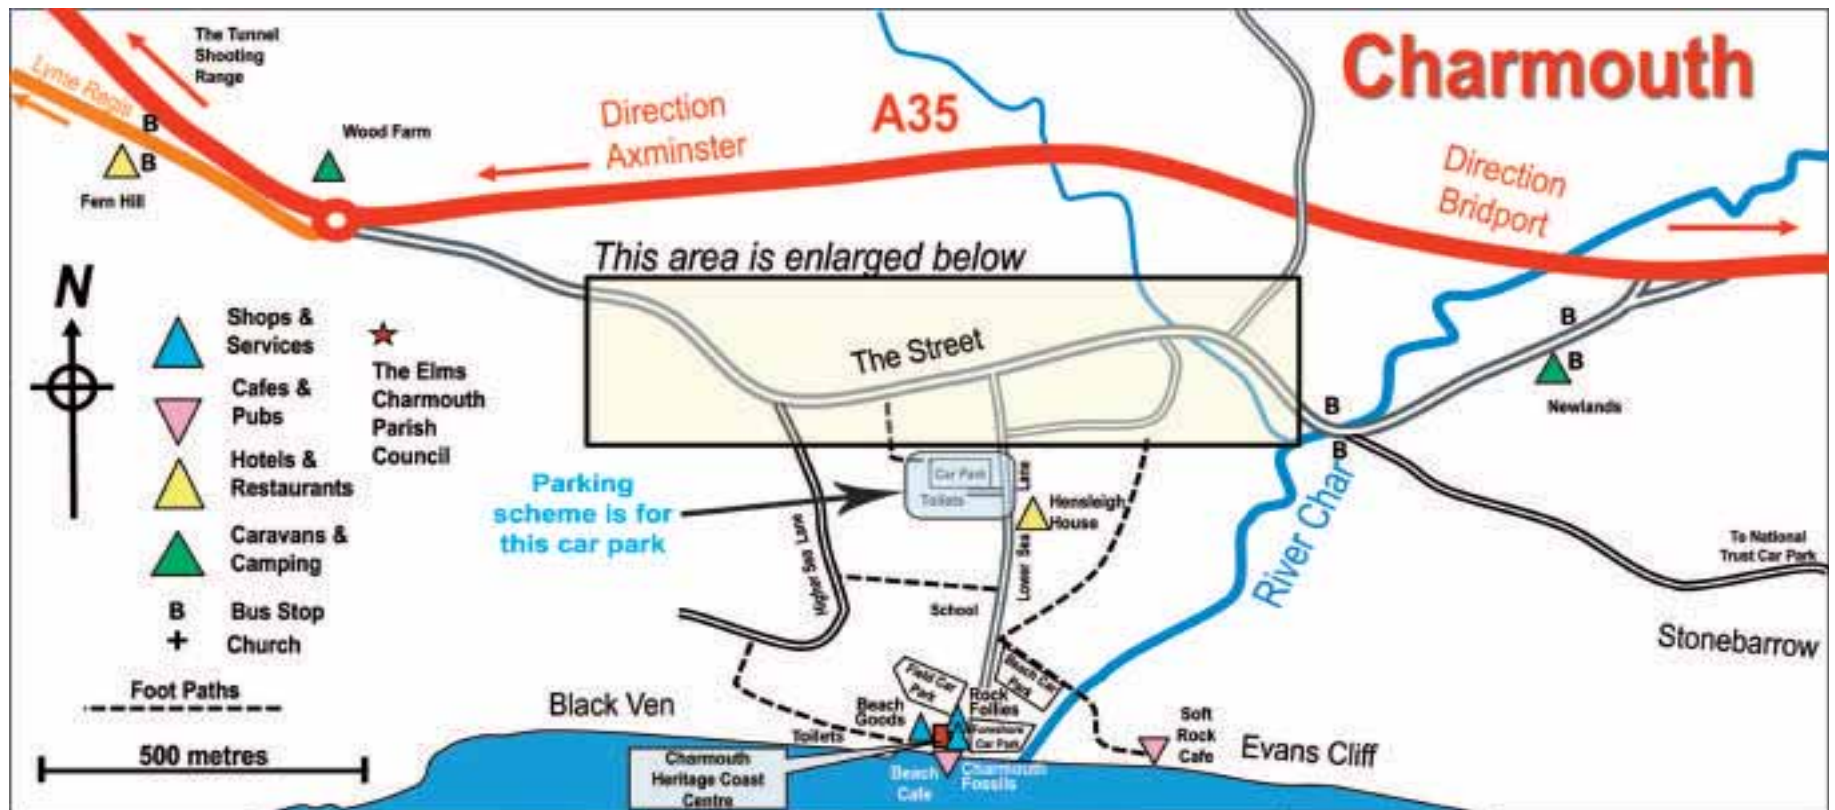 The Tunnel
Shooting
Range
Charmouth
A35
Direction
Axminster
Lyme Regis
B
B
Wood Farm
Fern Hill
Direction
Bridport
This area is enlarged below
N
Shops &
Services
The Elms
Charmouth
Parish
Council
Cafes &
Pubs
Hotels &
Restaurants
Caravans &
Camping
B Bus Stop
Church
Foot Paths
500 metres
The Street
B
B
Newlands
B
B
Parking
scheme is for
this car park
Car Park
Toilets
Hensleigh
House
Higher Sea Lane
Lower Sea Lane
School
River Char
To National
Trust Car Park
Stonebarrow
Field Car
Park
Beach Car
Park
Rock
Follies
Beach
Goods
Foreshore
Car Park
Black Ven
Toilets
Charmouth
Heritage Coast
Centre
Beach
Cafe
Charmouth
Fossils
Soft
Rock
Cafe
Evans Cliff